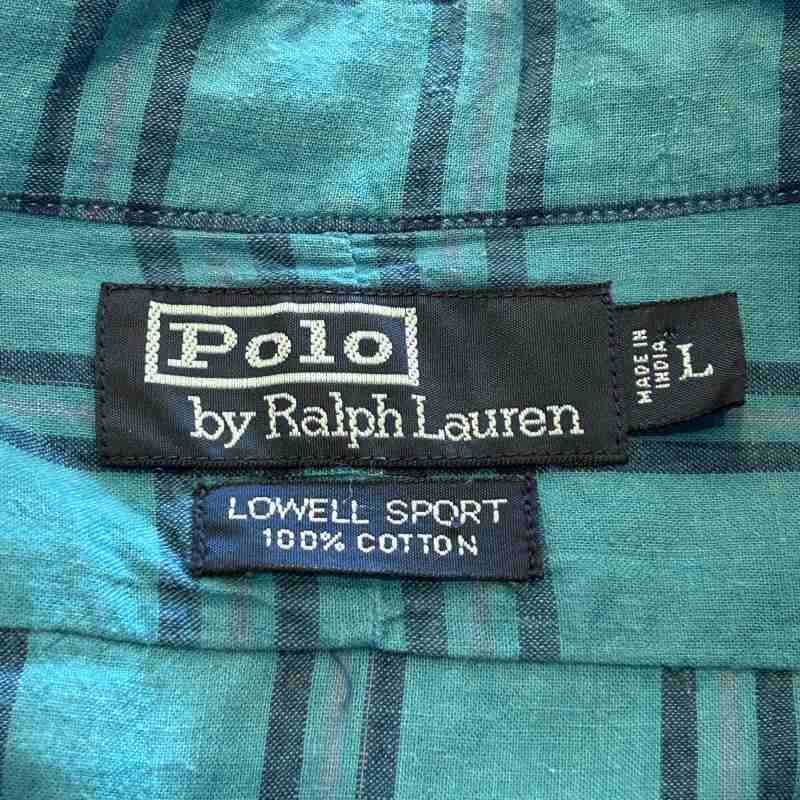 Polo
by Ralph Lauren
MADE IN
INDIA
L
LOWELL SPORT
100% COTTON